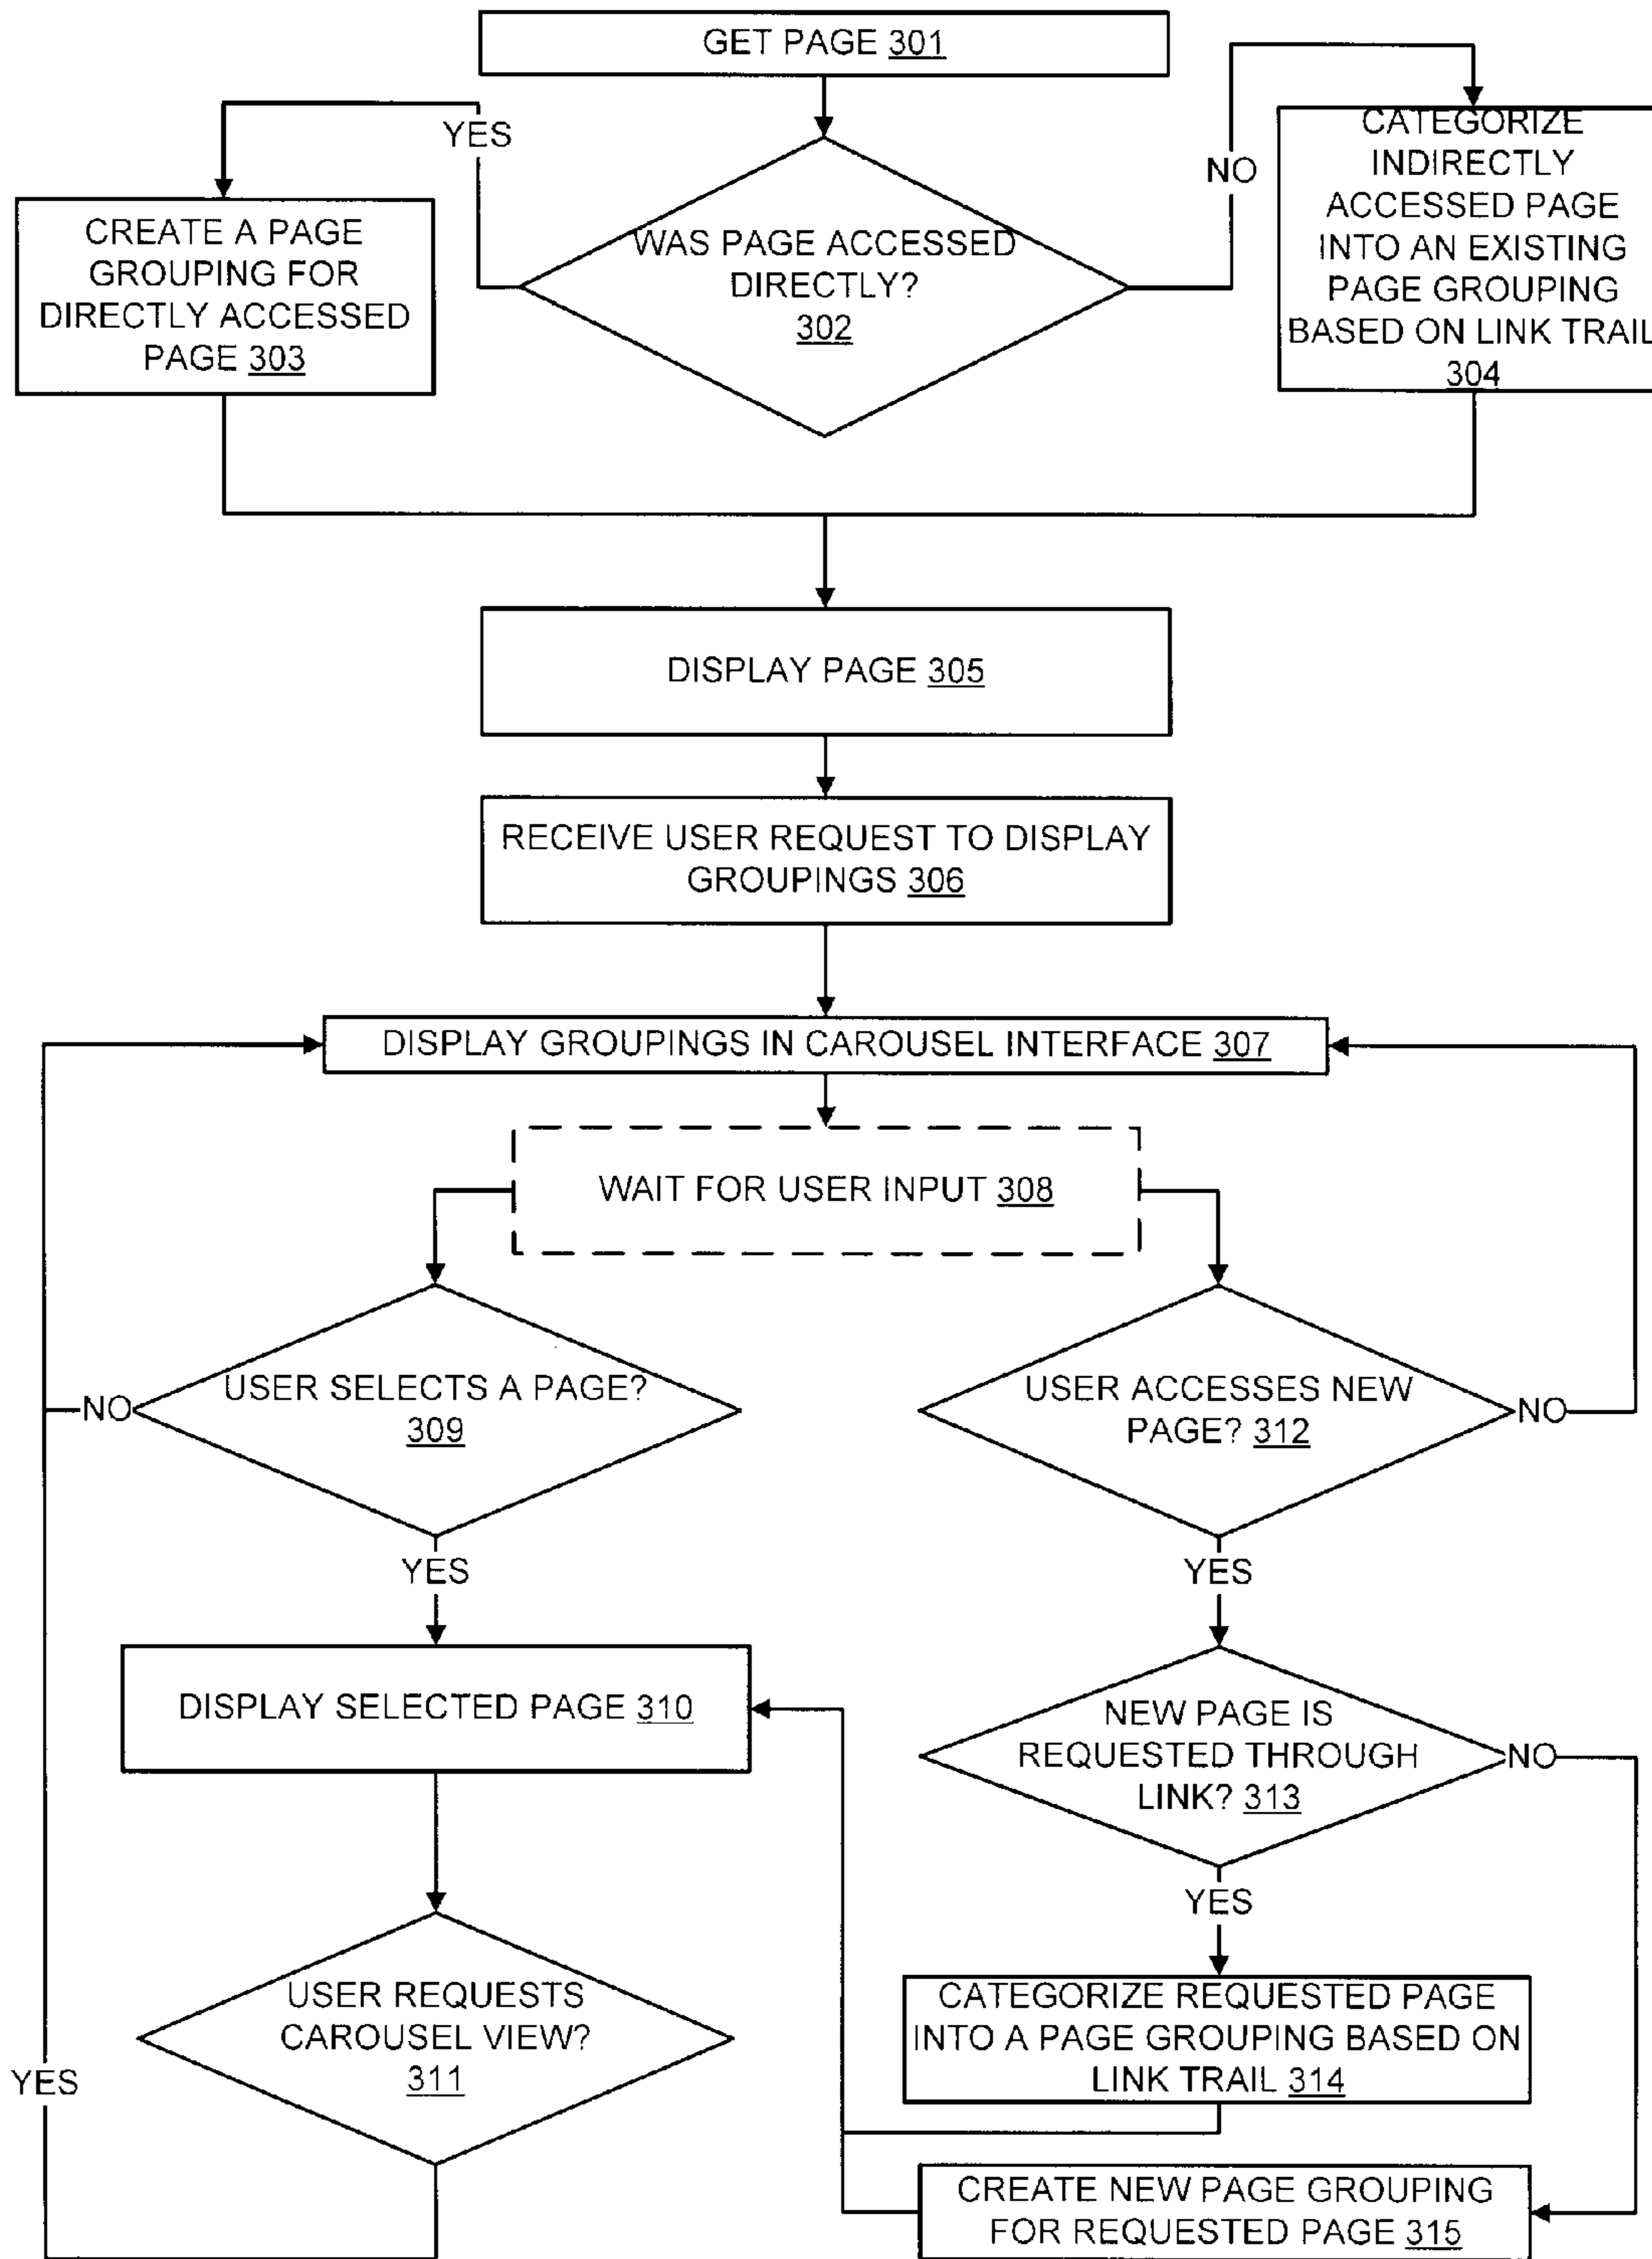 GET PAGE 301
YES
NO
CREATE A PAGE
GROUPING FOR
DIRECTLY ACCESSED
PAGE 303
WAS PAGE ACCESSED
DIRECTLY?
302
CATEGORIZE
INDIRECTLY
ACCESSED PAGE
INTO AN EXISTING
PAGE GROUPING
BASED ON LINK TRAIL
304
DISPLAY PAGE 305
RECEIVE USER REQUEST TO DISPLAY
GROUPINGS 306
DISPLAY GROUPINGS IN CAROUSEL INTERFACE 307
WAIT FOR USER INPUT 308
USER SELECTS A PAGE?
309
NO
USER ACCESSES NEW
PAGE? 312
NO
YES
YES
DISPLAY SELECTED PAGE 310
NEW PAGE IS
REQUESTED THROUGH
LINK? 313
NO
YES
USER REQUESTS
CAROUSEL VIEW?
311
YES
CATEGORIZE REQUESTED PAGE
INTO A PAGE GROUPING BASED ON
LINK TRAIL 314
CREATE NEW PAGE GROUPING
FOR REQUESTED PAGE 315